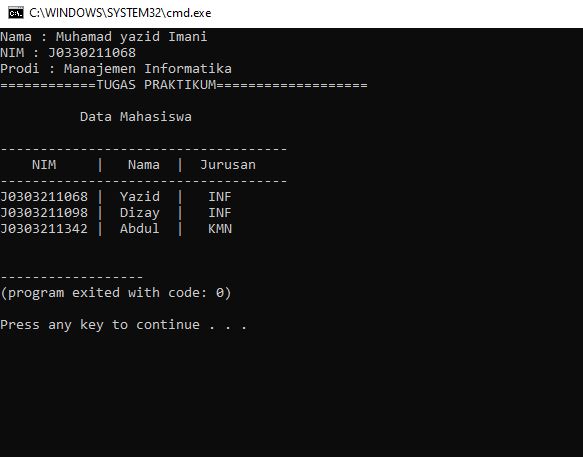 C:\WINDOWS\SYSTEM32\cmd.exe
Nama : Muhamad yazid Imani
NIM : J0330211068
Prodi : Manajemen Informatika
============TUGAS PRAKTIKUM===================
Data Mahasiswa
------------------------------------
NIM | Nama | Jurusan
------------------------------------
J0303211068 | Yazid | INF
J0303211098 | Dizay | INF
J0303211342 | Abdul | KMN
------------------
(program exited with code: 0)
Press any key to continue . . .